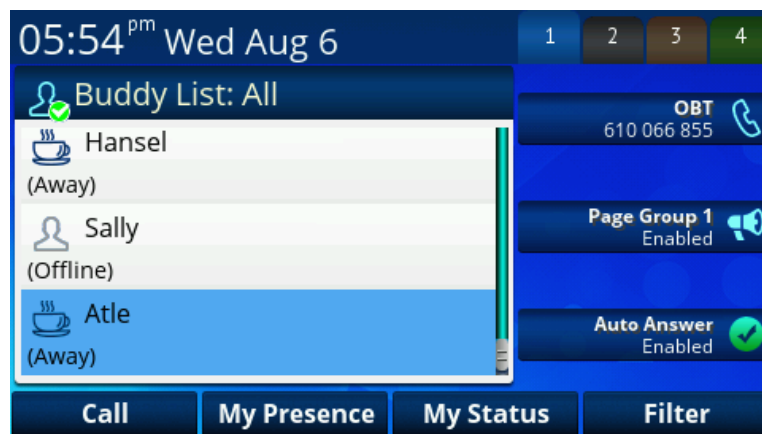 05:54 pm Wed Aug 6
1 2 3 4
Buddy List: All
Hansel
(Away)
Sally
(Offline)
Atle
(Away)
OBT
610 066 855
Page Group 1
Enabled
Auto Answer
Enabled
Call My Presence My Status Filter